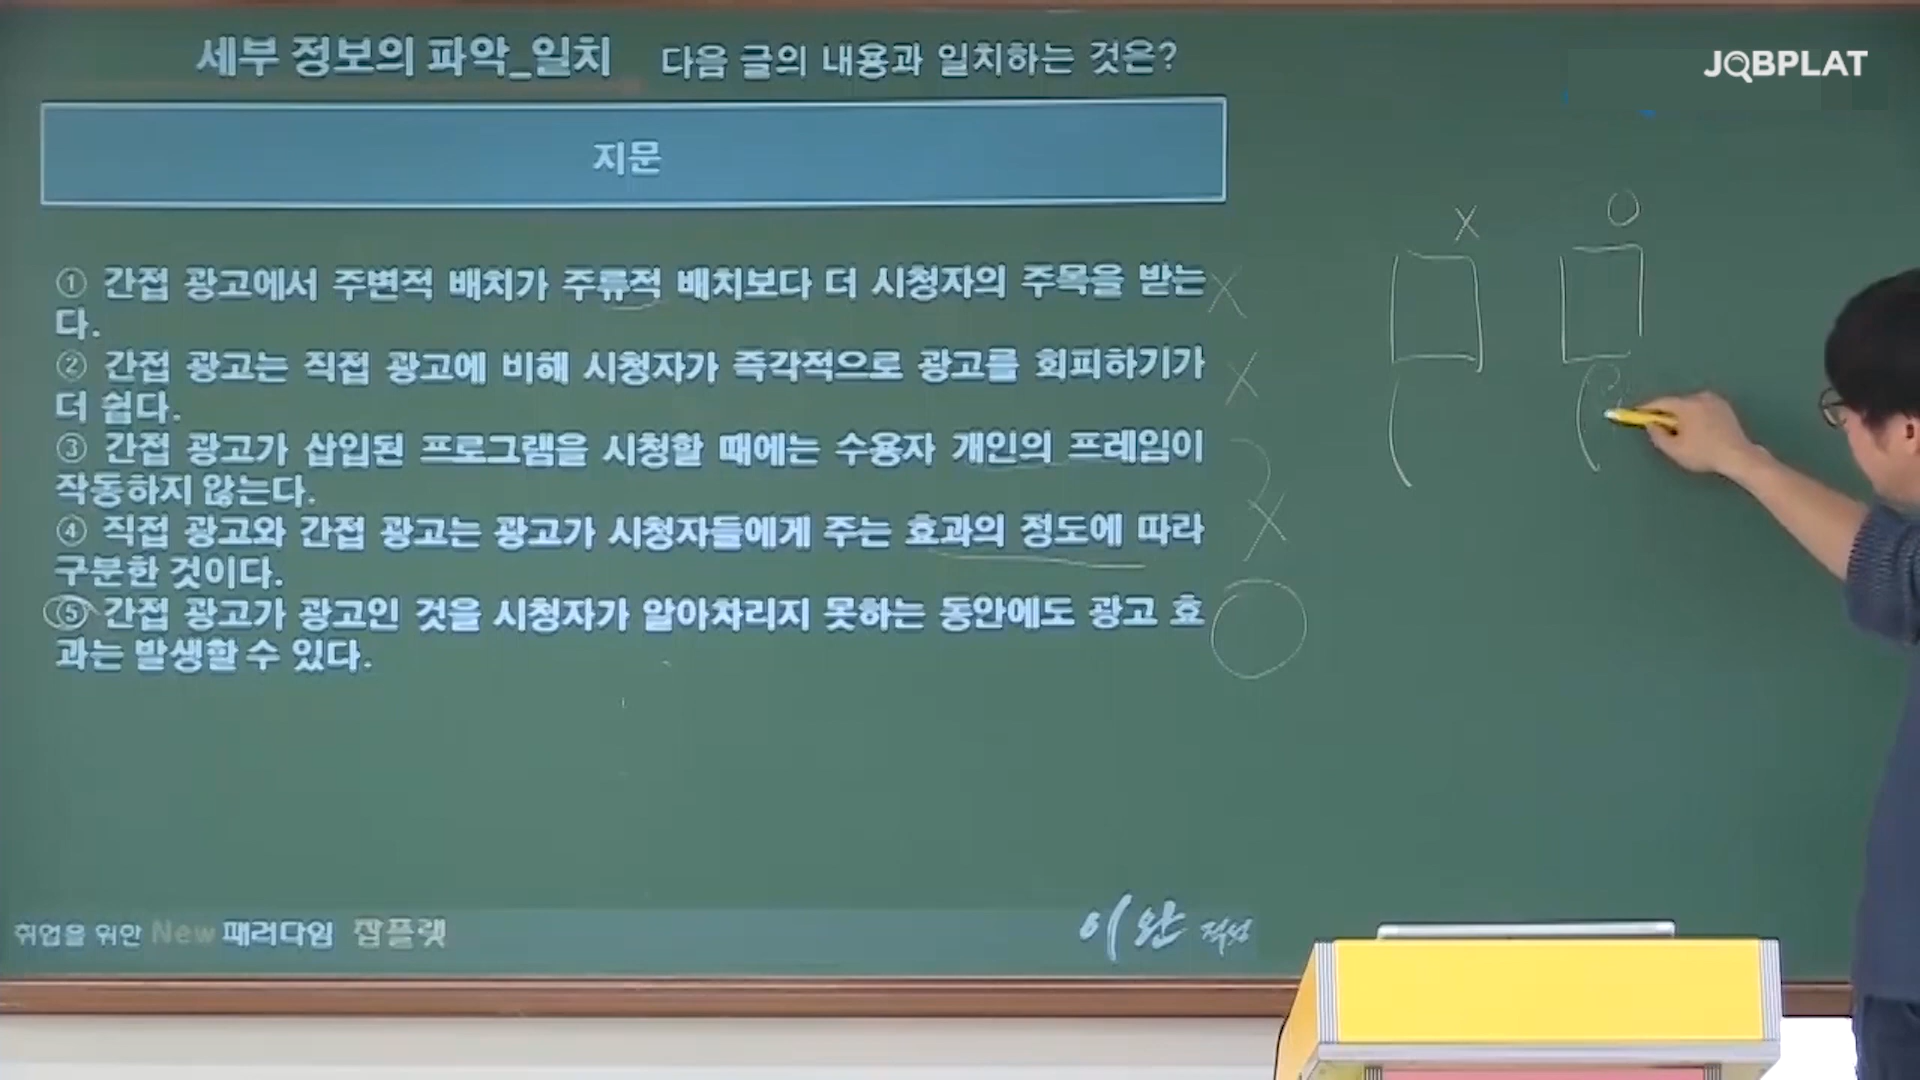 세부 정보의 파악_일치 다음 글의 내용과 일치하는 것은?
JOBPLAT
지문
X O
① 간접 광고에서 주변적 배치가 주류적 배치보다 더 시청자의 주목을 받는 X
다.
② 간접 광고는 직접 광고에 비해 시청자가 즉각적으로 광고를 회피하기가 X
더 쉽다.
③ 간접 광고가 삽입된 프로그램을 시청할 때에는 수용자 개인의 프레임이
작동하지 않는다.
④ 직접 광고와 간접 광고는 광고가 시청자들에게 주는 효과의 정도에 따라 X
구분한 것이다.
⑤ 간접 광고가 광고인 것을 시청자가 알아차리지 못하는 동안에도 광고 효 O
과는 발생할 수 있다.
취업을 위한 New 패러다임 잡플랫
이완 적성